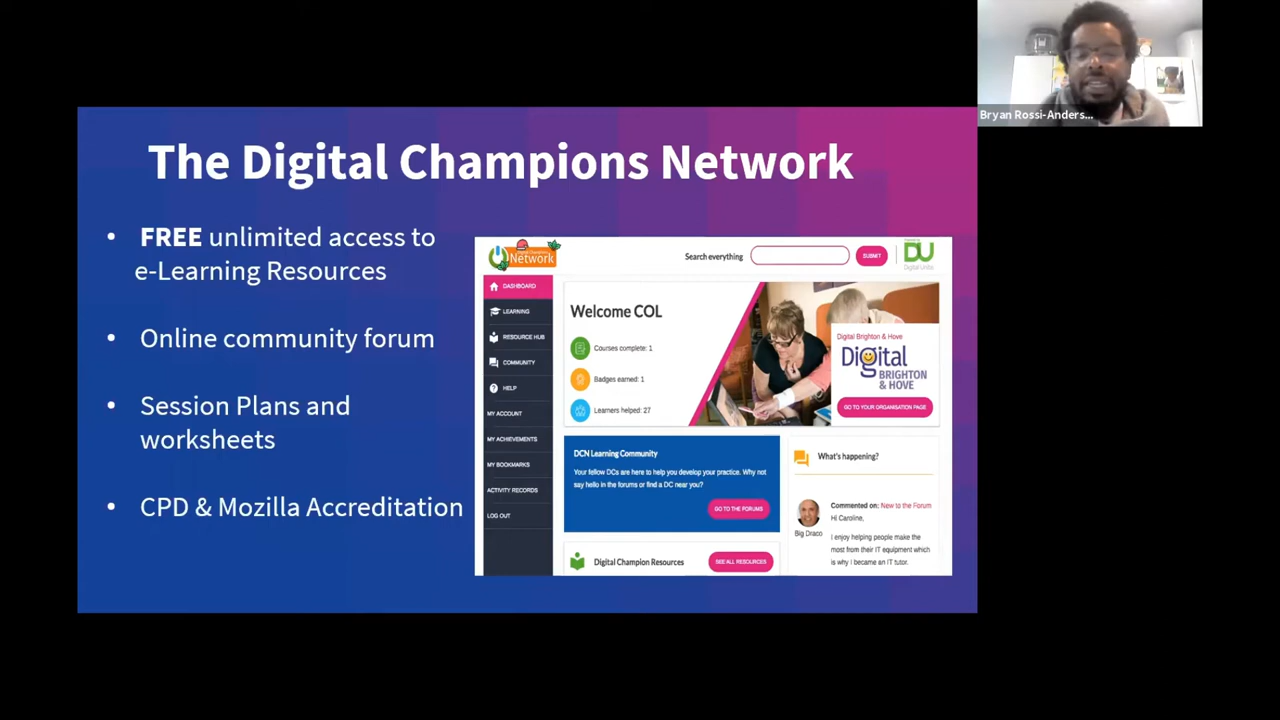 Bryan Rossi-Anders...
The Digital Champions Network
• FREE unlimited access to
e-Learning Resources
• Online community forum
• Session Plans and
worksheets
• CPD & Mozilla Accreditation
Network
Search everything
SUBMIT
DU
DASHBOARD
LEARNING
RESOURCE HUB
COMMUNITY
HELP
MY ACCOUNT
MY ACHIEVEMENTS
MY BOOKMARKS
ACTIVITY RECORDS
LOG OUT
Welcome COL
Courses complete: 1
Badges earned: 1
Learners helped: 27
Digital Brighton & Hove
Digital
BRIGHTON
& HOVE
GO TO YOUR ORGANISATION PAGE
DCN Learning Community
Your fellow DCs are here to help you develop your practice. Why not
say hello in the forums or find a DC near you?
GO TO THE FORUMS
Digital Champion Resources
SEE ALL RESOURCES
What's happening?
Big Draco
Commented on: New to the Forum
Hi Caroline,
I enjoy helping people make the
most from their IT equipment which
is why I became an IT tutor.